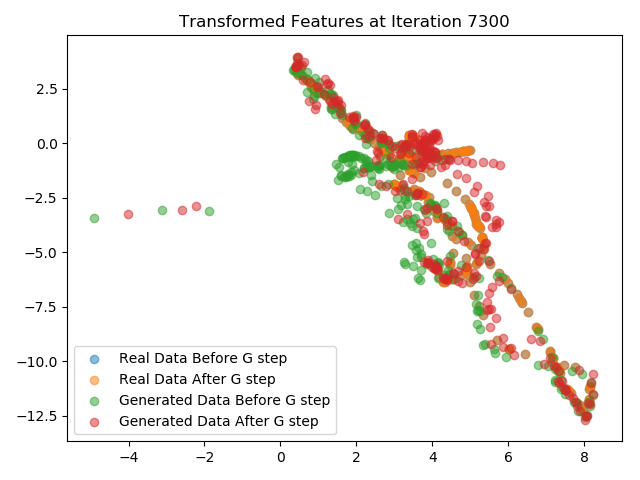 Transformed Features at Iteration 7300
2.5
0.0
−2.5
−5.0
−7.5
−10.0
−12.5
Real Data Before G step
Real Data After G step
Generated Data Before G step
Generated Data After G step
−4 −2 0 2 4 6 8